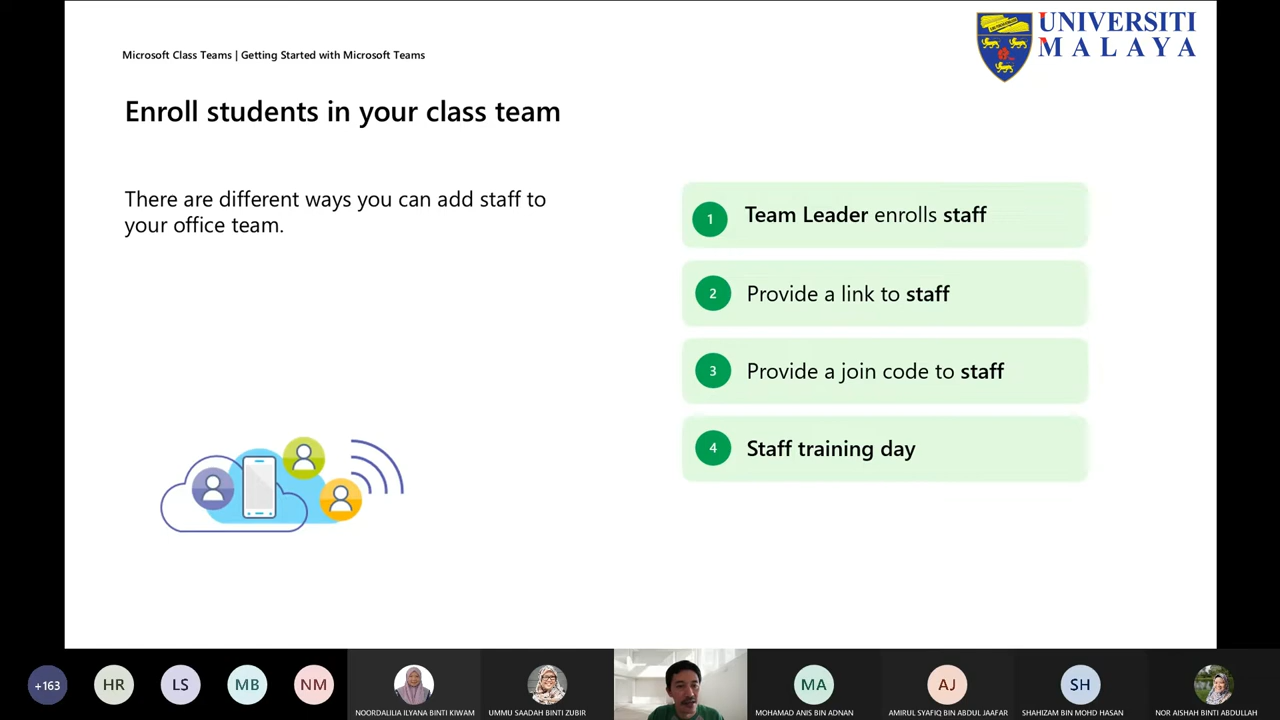 UNIVERSITI
MALAYA
Microsoft Class Teams | Getting Started with Microsoft Teams
Enroll students in your class team
There are different ways you can add staff to
your office team.
1 Team Leader enrolls staff
2 Provide a link to staff
3 Provide a join code to staff
4 Staff training day
+163
HR
LS
MB
NM
MA
AJ
SH
NOORDALILIA ILYANA BINTI KIWAM
UMMU SAADAH BINTI ZUBIR
MOHAMAD ANIS BIN ADNAN
AMIRUL SYAFIQ BIN ABDUL JAAFAR
SHAHIZAM BIN MOHD HASAN
NOR AISHAH BINTI ABDULLAH